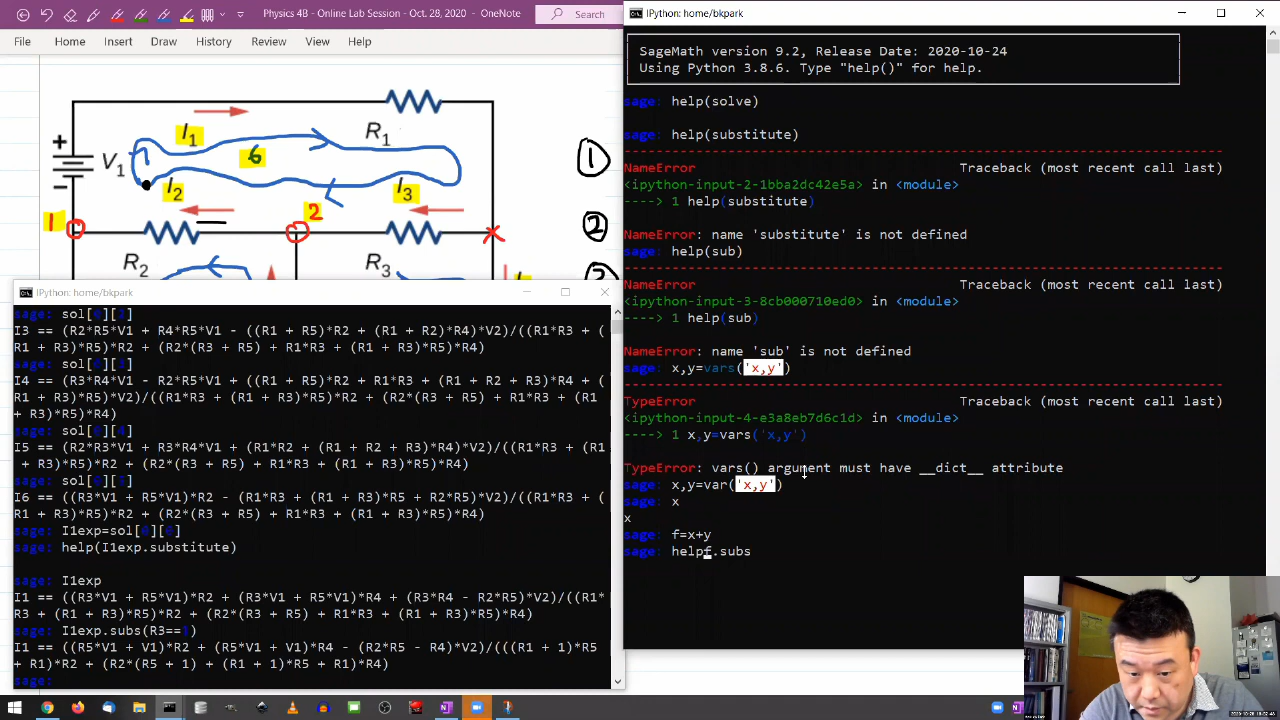 Physics 4B - Online Lab Session Oct. 28, 2020 - OneNote
Search
File Home Insert Draw History Review View Help
+
V1
-
I1
6
R1
I2
I3
1
2
R2
R3
1
2
IPython: home/bkpark
sage: sol[0][2]
I3 == ((R2*R5*V1 + R4*R5*V1 - ((R1 + R5)*R2 + (R1 + R2)*R4)*V2)/((R1*R3 + (
R1 + R3)*R5)*R2 + (R2*(R3 + R5) + R1*R3 + (R1 + R3)*R5)*R4)
I4 == (R3*R4*V1 - R2*R5*V1 + (R1*R2 + R1*R3 + (R1 + R2 + R3)*R4 + (
R1 + R3)*R5)*V2)/((R1*R3 + (R1 + R3)*R5)*R2 + (R2*(R3 + R5) + R1*R3 + (R1
+ R3)*R5)*R4)
I5 == (R2*R3*V1 + R3*R4*V1 + (R1*R2 + (R1 + R2 + R3)*R4)*V2)/((R1*R3 + (R1
+ R3)*R5)*R2 + (R2*(R3 + R5) + R1*R3 + (R1 + R3)*R5)*R4)
I6 == ((R3 + R5)*R2*V1 - (R1*R3 + (R1 + R3)*R5)*V2)/((R1*R3 + (R1
+ R3)*R5)*R2 + (R2*(R3 + R5) + R1*R3 + (R1 + R3)*R5)*R4)
sage: I1exp=sol[0][0]
sage: help(I1exp.substitute)
sage: I1exp
I1 == ((R3*V1 + R5*V1)*R2 + (R3*V1 + R5*V1)*R4 + (R3*R4 - R2*R5)*V2)/((R1*
R3 + (R1 + R3)*R5)*R2 + (R2*(R3 + R5) + R1*R3 + (R1 + R3)*R5)*R4)
sage: I1exp.subs(R3==1)
I1 == ((R5*V1 + V1)*R2 + (R5*V1 + V1)*R4 - (R2*R5 - R4)*V2)/(((R1 + 1)*R5
+ R1)*R2 + (R2*(R5 + 1) + (R1 + 1)*R5 + R1)*R4)
sage:
IPython: home/bkpark
SageMath version 9.2, Release Date: 2020-10-24
Using Python 3.8.6. Type "help()" for help.
sage: help(solve)
sage: help(substitute)
NameError Traceback (most recent call last)
<ipython-input-2-1bba2dc42e5a> in <module>
----> 1 help(substitute)
NameError: name 'substitute' is not defined
sage: help(sub)
NameError Traceback (most recent call last)
<ipython-input-3-8cb000710ed0> in <module>
----> 1 help(sub)
NameError: name 'sub' is not defined
sage: x,y=vars('x,y')
TypeError Traceback (most recent call last)
<ipython-input-4-e3a8eb7d6c1d> in <module>
----> 1 x,y=vars('x,y')
TypeError: vars() argument must have __dict__ attribute
sage: x,y=var('x,y')
sage: x
x
sage: f=x+y
sage: helpf.subs